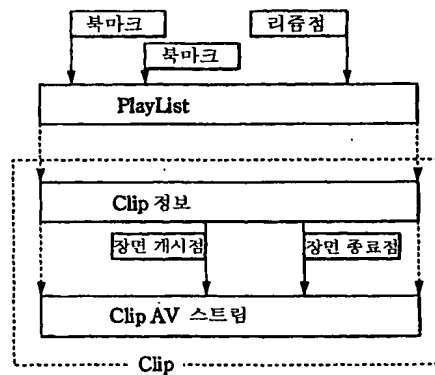 북마크
리쥼점
북마크
PlayList
Clip 정보
장면 개시점
장면 종료점
Clip AV 스트림
Clip